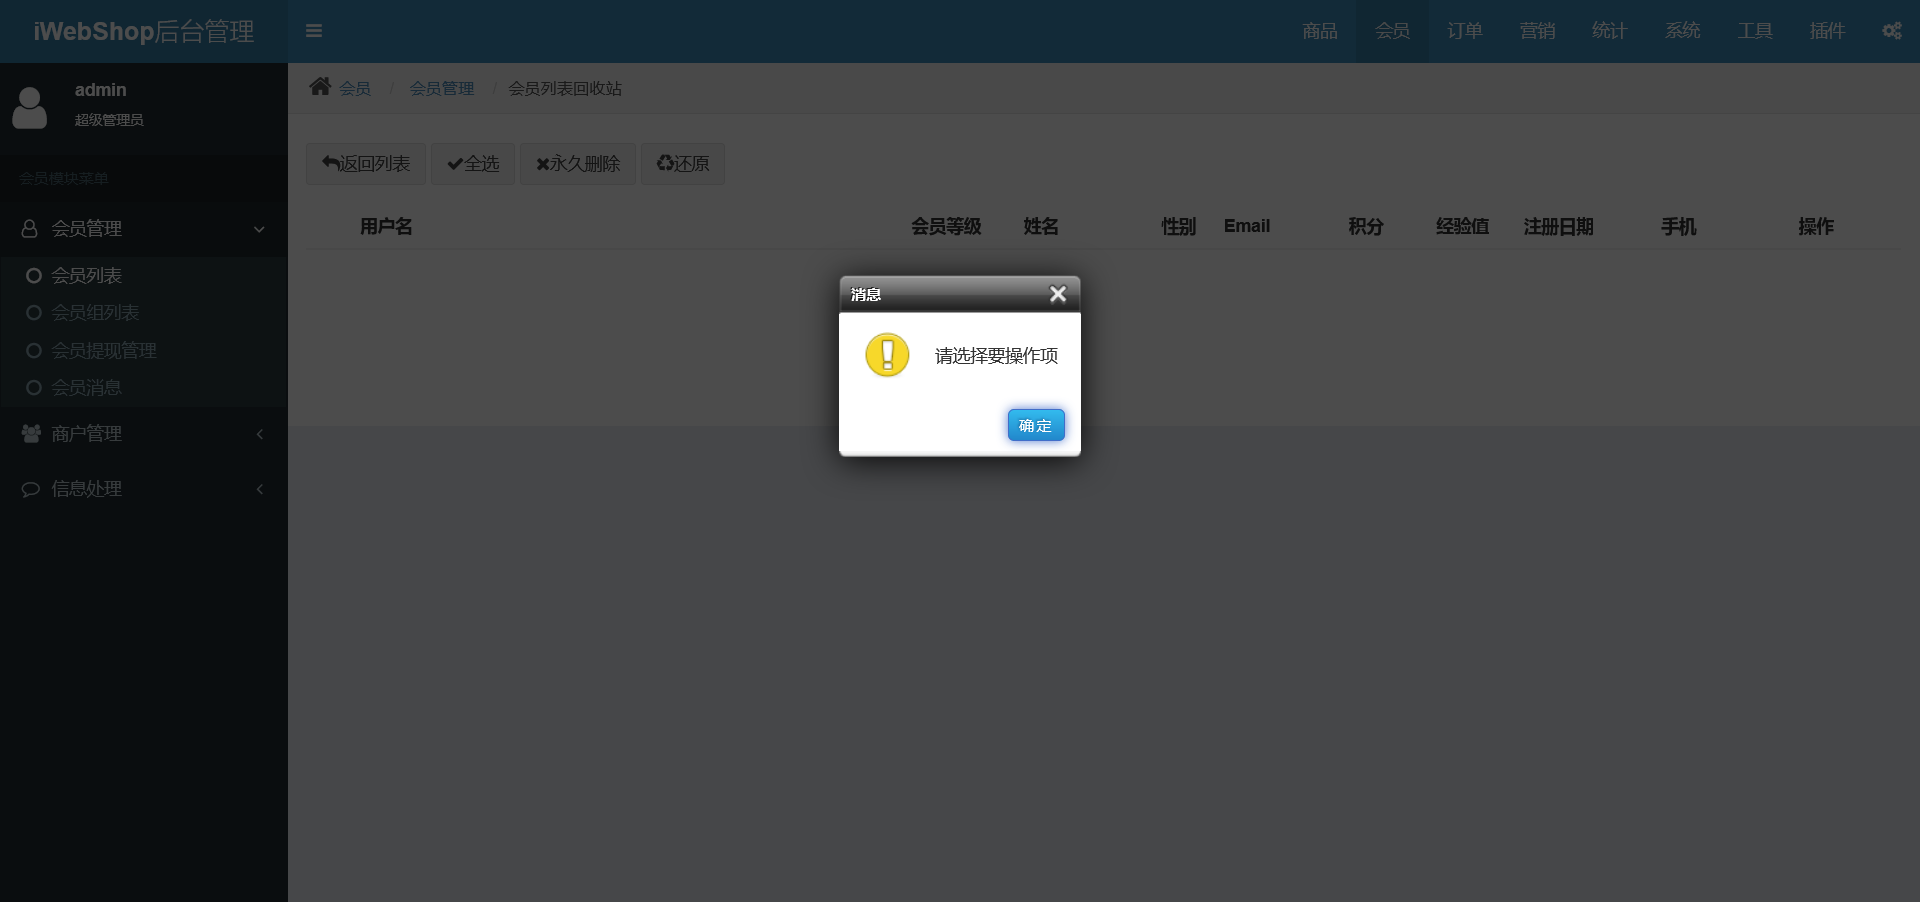 iWebShop后台管理
商品 会员 订单 营销 统计 系统 工具 插件
admin
超级管理员
会员 / 会员管理 / 会员列表回收站
返回列表 全选 永久删除 还原
会员模块菜单
会员管理
会员列表
会员组列表
会员提现管理
会员消息
商户管理
信息处理
用户名 会员等级 姓名 性别 Email 积分 经验值 注册日期 手机 操作
消息
请选择要操作项
确定